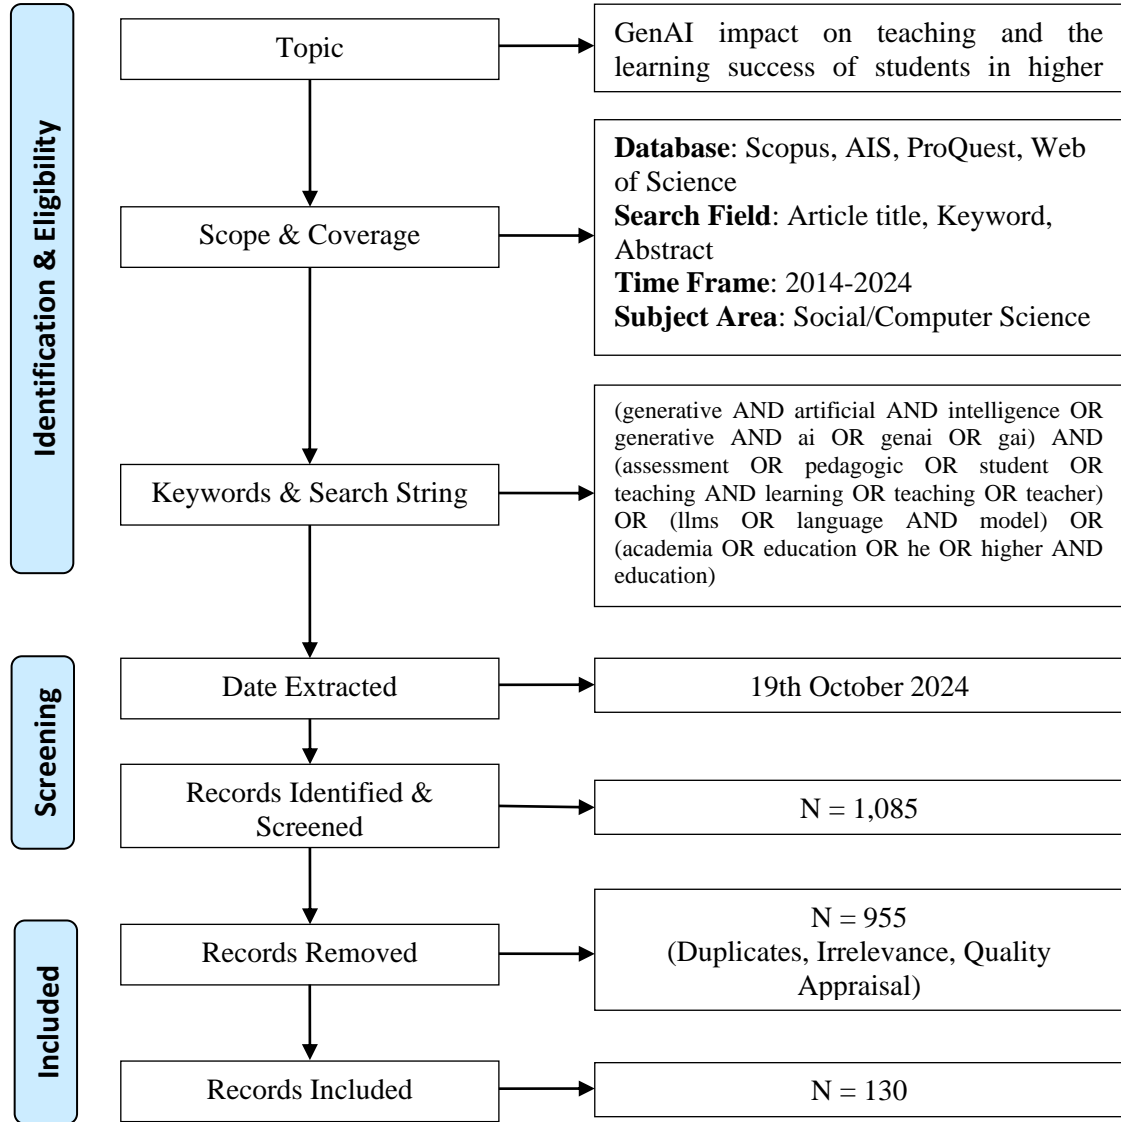 Identification & Eligibility
Topic
GenAI impact on teaching and the
learning success of students in higher
Scope & Coverage
Database: Scopus, AIS, ProQuest, Web
of Science
Search Field: Article title, Keyword,
Abstract
Time Frame: 2014-2024
Subject Area: Social/Computer Science
Keywords & Search String
(generative AND artificial AND intelligence OR
generative AND ai OR genai OR gai) AND
(assessment OR pedagogic OR student OR
teaching AND learning OR teaching OR teacher)
OR (llms OR language AND model) OR
(academia OR education OR he OR higher AND
education)
Screening
Date Extracted
19th October 2024
Records Identified &
Screened
N = 1,085
Included
Records Removed
N = 955
(Duplicates, Irrelevance, Quality
Appraisal)
Records Included
N = 130